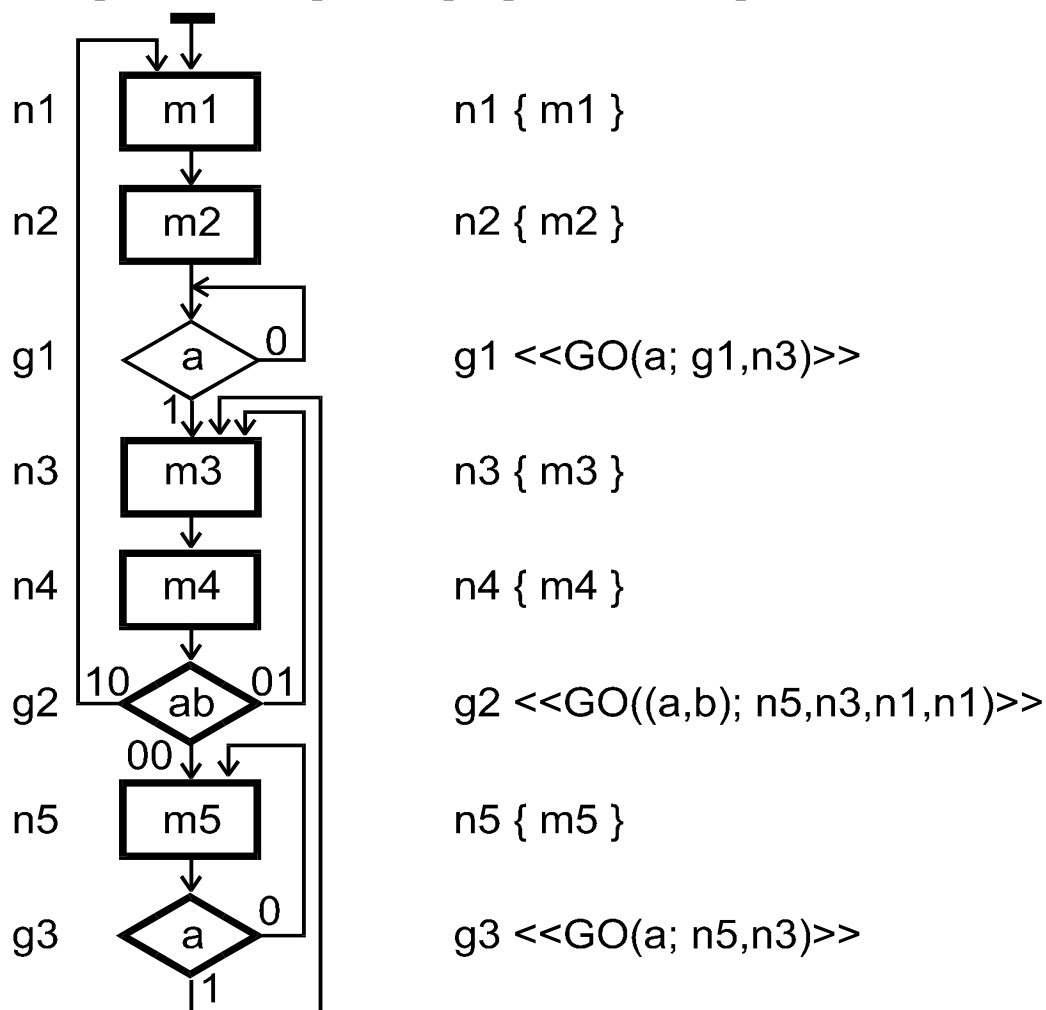 n1 m1 n1 { m1 }
n2 m2 n2 { m2 }
g1 a 0 g1 <<GO(a; g1,n3)>>
1
n3 m3 n3 { m3 }
n4 m4 n4 { m4 }
10 01
g2 ab g2 <<GO((a,b); n5,n3,n1,n1)>>
00
n5 m5 n5 { m5 }
0
g3 a g3 <<GO(a; n5,n3)>>
1